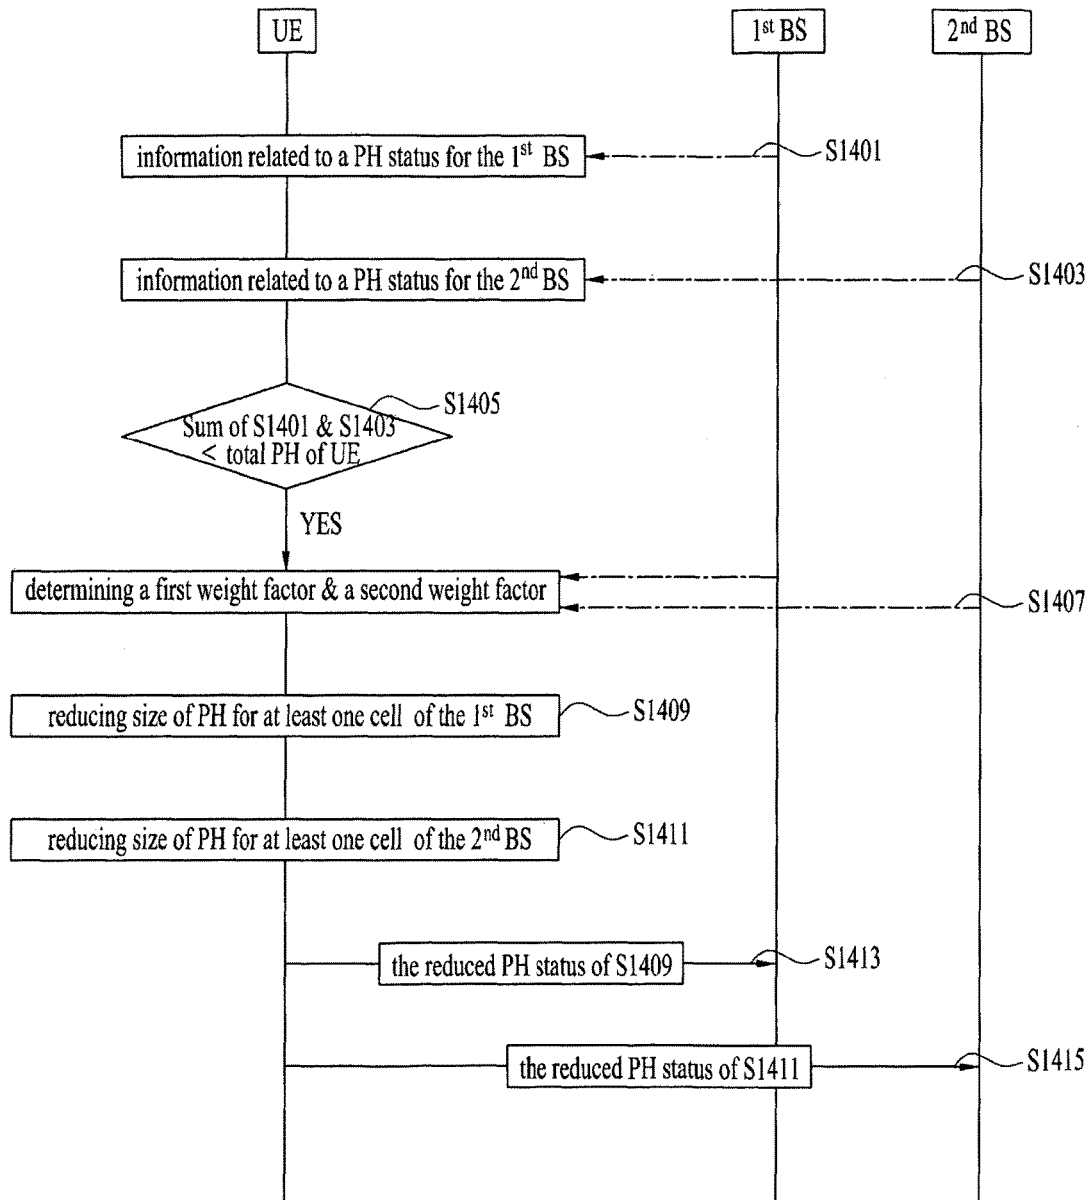 UE
1st BS
2nd BS
information related to a PH status for the 1st BS
S1401
information related to a PH status for the 2nd BS
S1403
S1405
Sum of S1401 & S1403
< total PH of UE
YES
determining a first weight factor & a second weight factor
S1407
reducing size of PH for at least one cell of the 1st BS
S1409
reducing size of PH for at least one cell of the 2nd BS
S1411
the reduced PH status of S1409
S1413
the reduced PH status of S1411
S1415